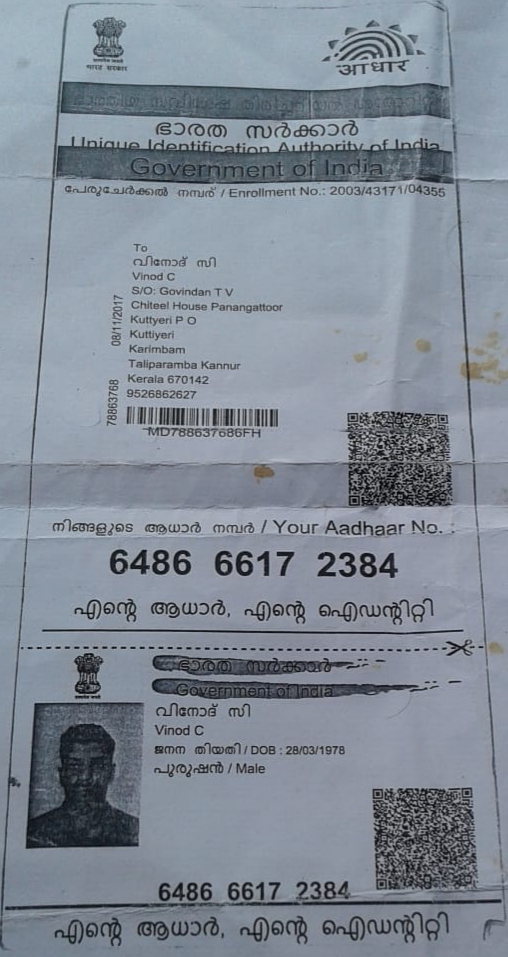 भारत सरकार
आधार
ഭാരത സർക്കാർ
Unique Identification Authority of India
Government of India
പേരുചേർക്കൽ നമ്പർ / Enrollment No.: 2003/43171/04355
To
വിനോദ് സി
Vinod C
S/O: Govindan T V
Chiteel House Panangattoor
Kuttyeri P O
Kuttiyeri
Karimbam
Taliparamba Kannur
Kerala 670142
9526862627
78863768 08/11/2017
MD788637686FH
നിങ്ങളുടെ ആധാർ നമ്പർ / Your Aadhaar No. :
6486 6617 2384
എന്റെ ആധാർ, എന്റെ ഐഡന്റിറ്റി
ഭാരത സർക്കാർ
Government of India
വിനോദ് സി
Vinod C
ജനന തിയതി / DOB : 28/03/1978
പുരുഷൻ / Male
6486 6617 2384
എന്റെ ആധാർ, എന്റെ ഐഡന്റിറ്റി